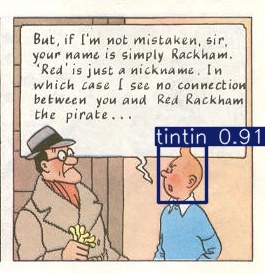 But, if I'm not mistaken, sir,
your name is simply Rackham.
'Red' is just a nickname. In
which case I see no connection
between you and Red Rackham
the pirate...
tintin 0.91